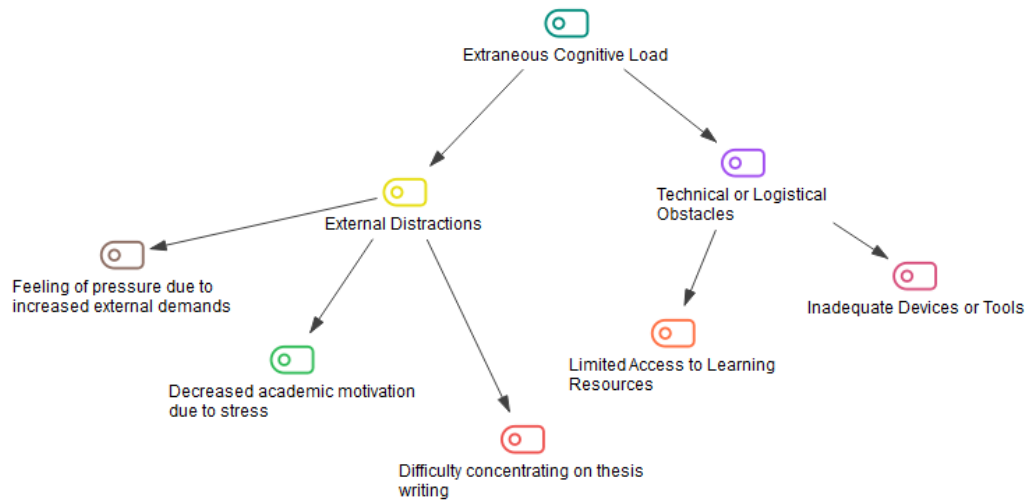 Extraneous Cognitive Load
Technical or Logistical
Obstacles
External Distractions
Feeling of pressure due to
increased external demands
Inadequate Devices or Tools
Limited Access to Learning
Resources
Decreased academic motivation
due to stress
Difficulty concentrating on thesis
writing